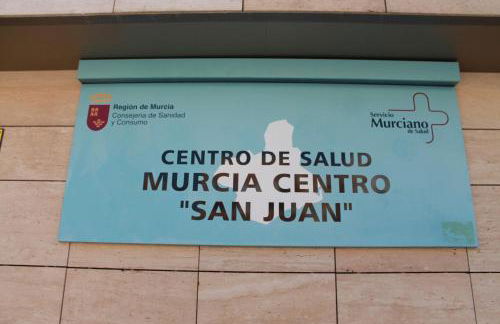 Región de Murcia
Consejería de Sanidad
y Consumo
Servicio
Murciano
de Salud
CENTRO DE SALUD
MURCIA CENTRO
"SAN JUAN"